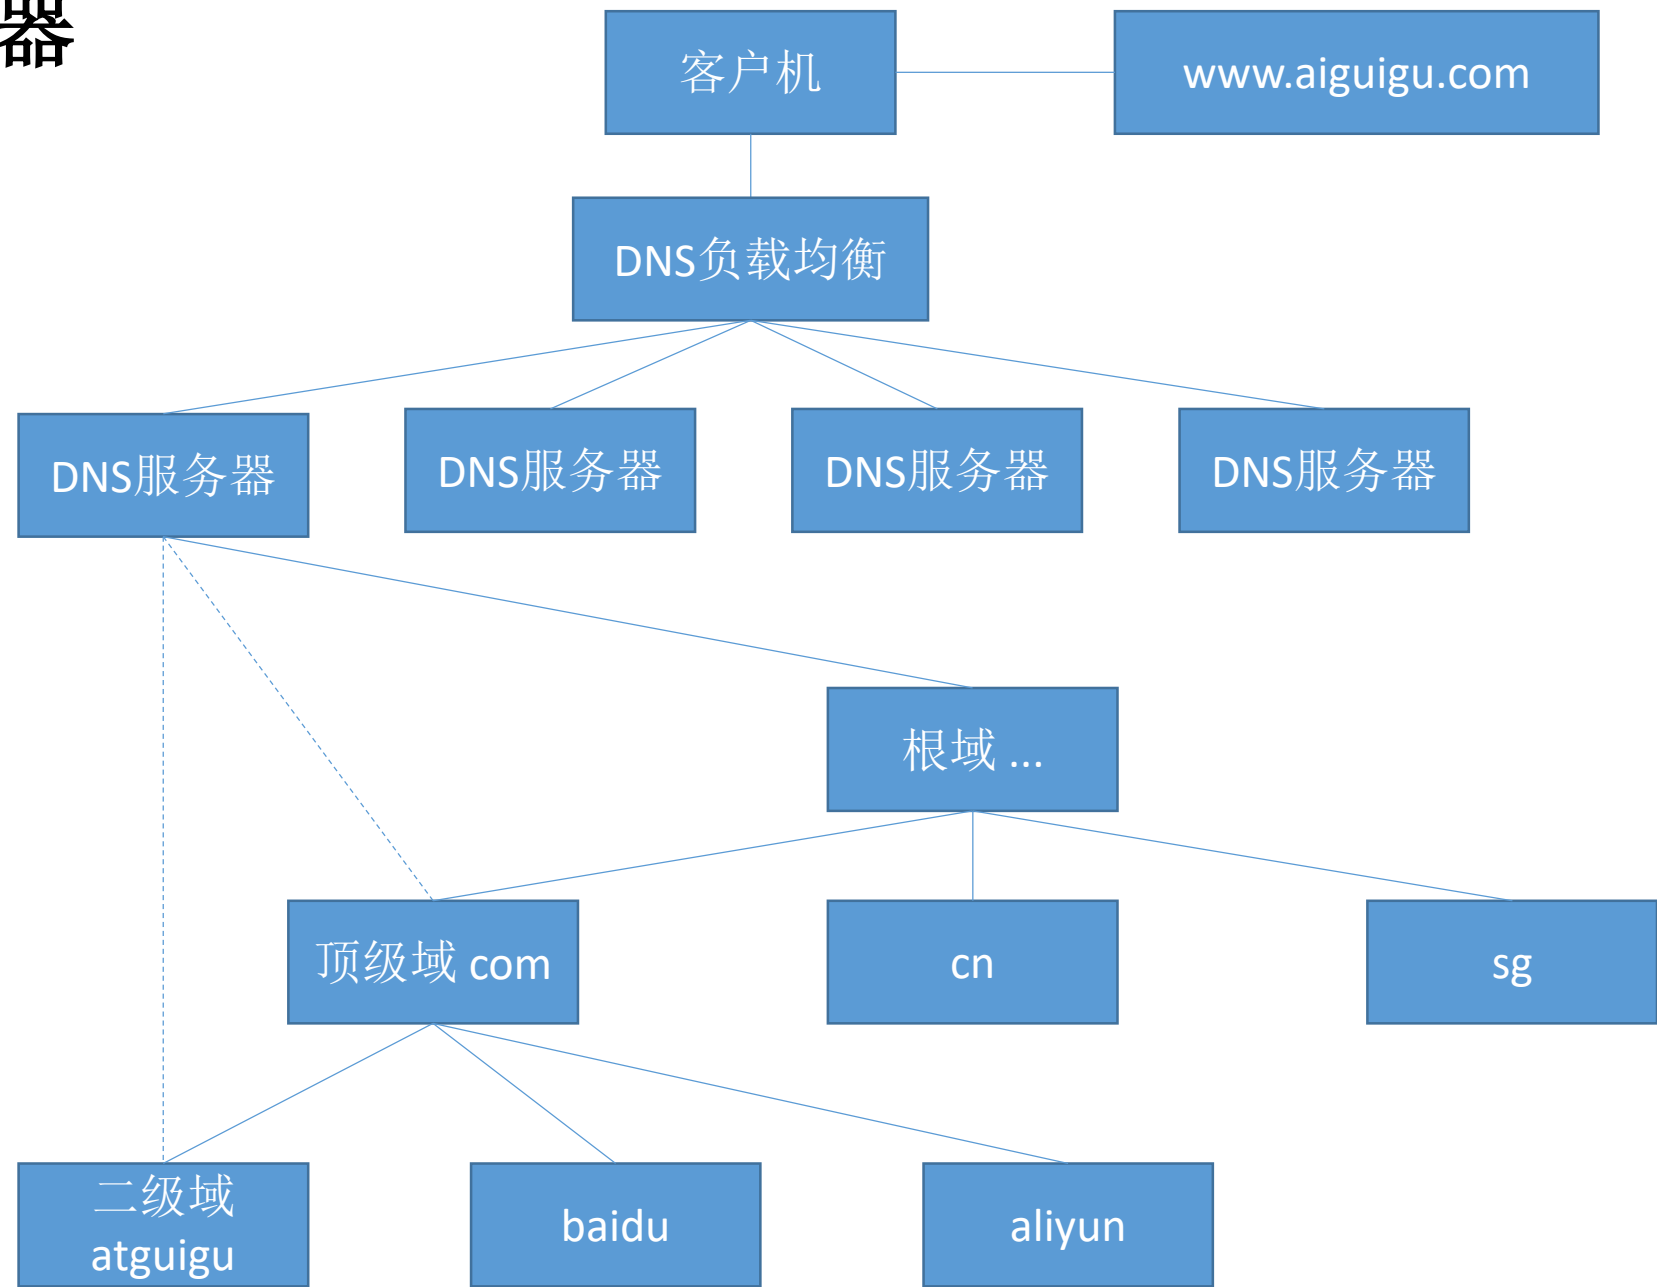 器
客户机
www.aiguigu.com
DNS负载均衡
DNS服务器
DNS服务器
DNS服务器
DNS服务器
根域 ...
顶级域 com
cn
sg
二级域
atguigu
baidu
aliyun